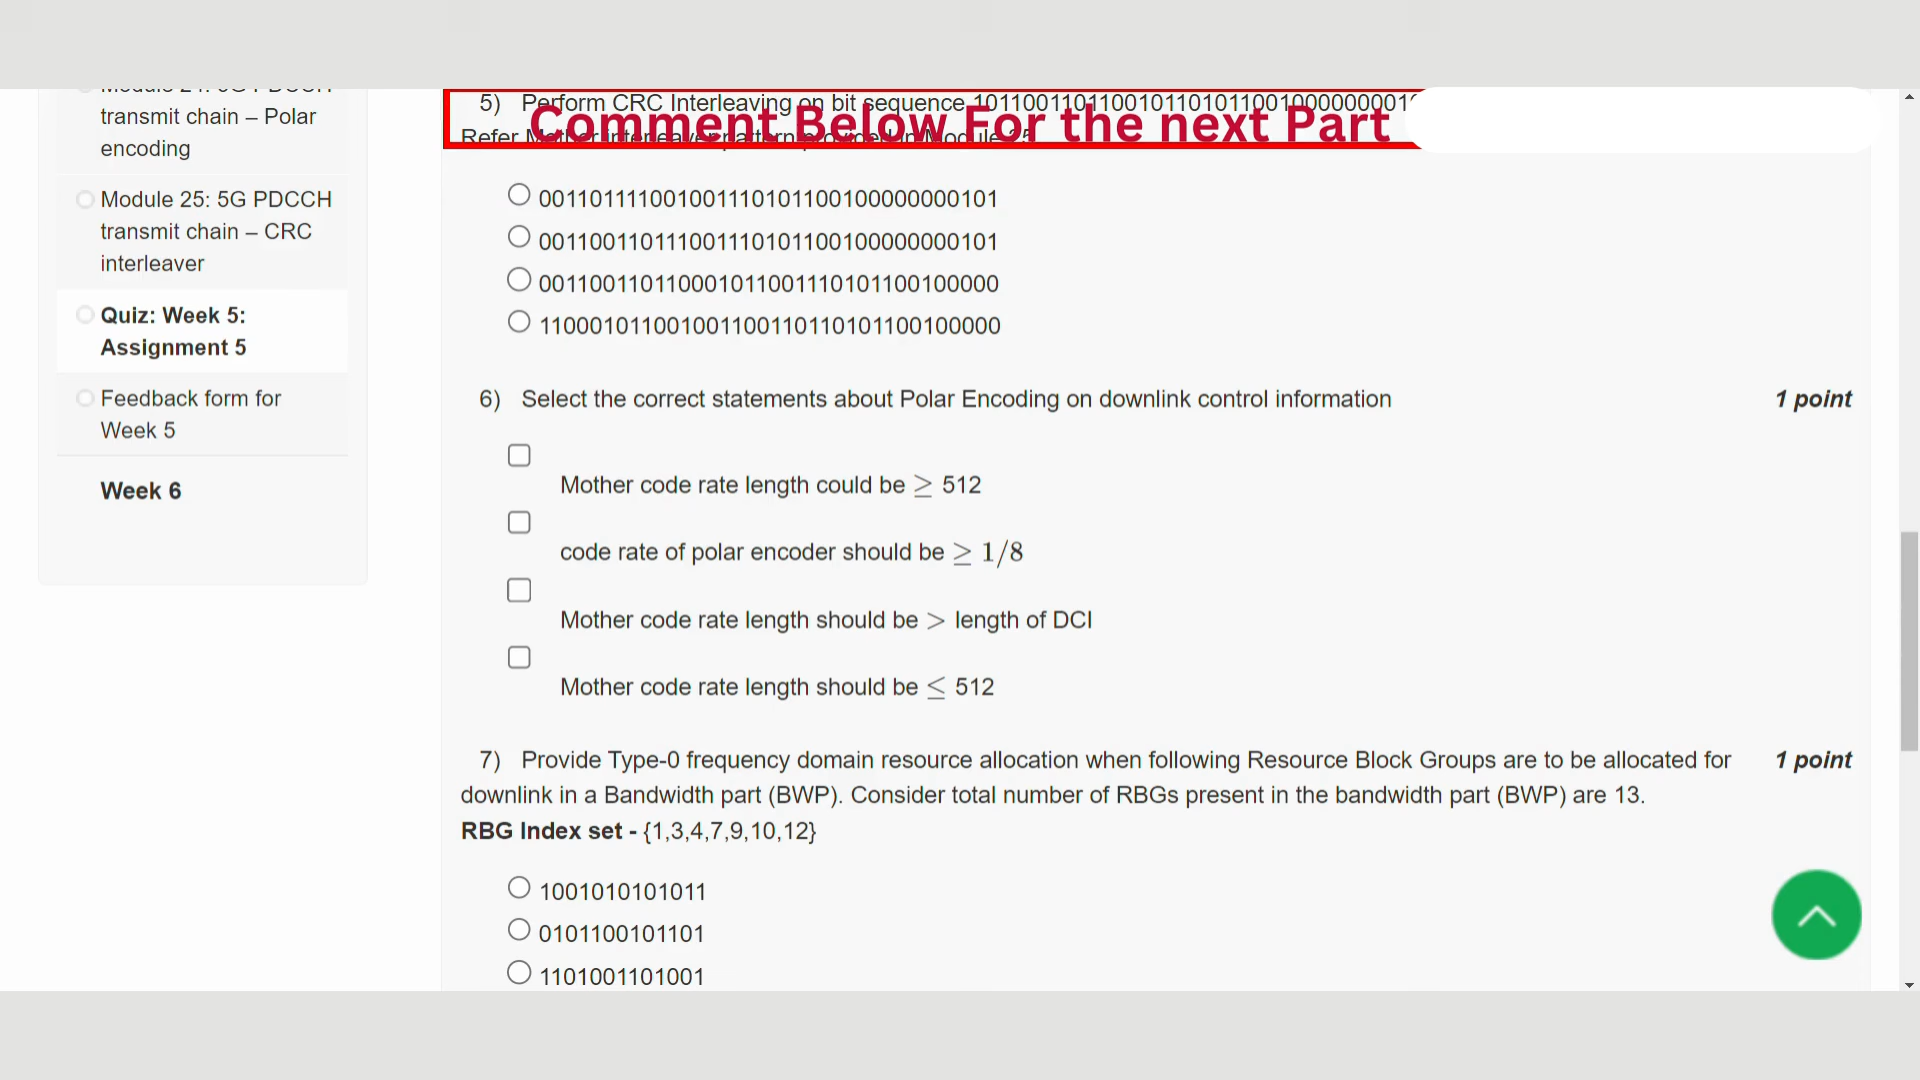 transmit chain – Polar
encoding
Module 25: 5G PDCCH
transmit chain – CRC
interleaver
Quiz: Week 5:
Assignment 5
Feedback form for
Week 5
Week 6
5) Perform CRC Interleaving on bit sequence
Comment Below For the next Part
00110111100100111010110010000000010​1
00110011011100111010110010000000010​1
001100110110001011001110101100100000
110001011001001100110110101100100000
6) Select the correct statements about Polar Encoding on downlink control information
1 point
Mother code rate length could be ≥ 512
code rate of polar encoder should be ≥ 1/8
Mother code rate length should be > length of DCI
Mother code rate length should be ≤ 512
7) Provide Type-0 frequency domain resource allocation when following Resource Block Groups are to be allocated for
1 point
downlink in a Bandwidth part (BWP). Consider total number of RBGs present in the bandwidth part (BWP) are 13.
RBG Index set - {1,3,4,7,9,10,12}
1001010101011
0101100101101
1101001101001